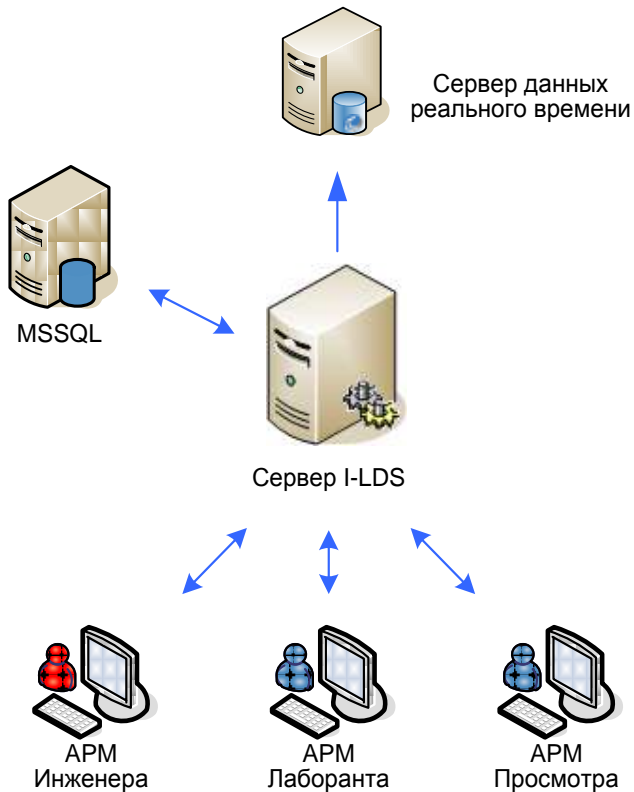 Сервер данных
реального времени
MSSQL
Сервер I-LDS
АРМ
Инженера
АРМ
Лаборанта
АРМ
Просмотра